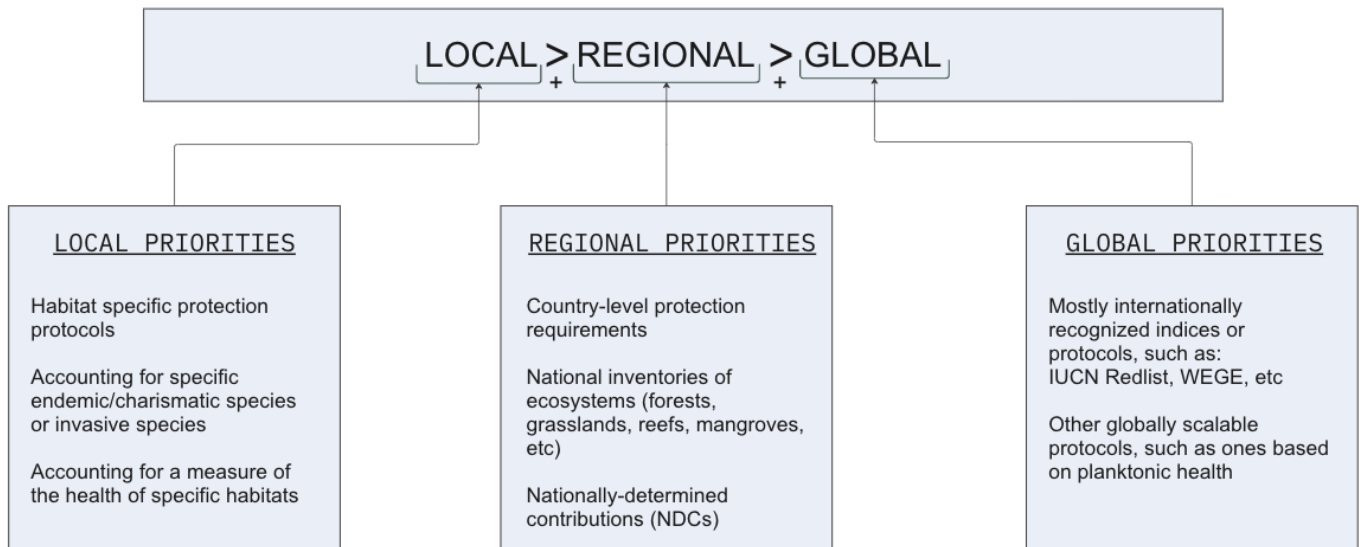 LOCAL > REGIONAL > GLOBAL
+ +
LOCAL PRIORITIES
Habitat specific protection
protocols
Accounting for specific
endemic/charismatic species
or invasive species
Accounting for a measure of
the health of specific habitats
REGIONAL PRIORITIES
Country-level protection
requirements
National inventories of
ecosystems (forests,
grasslands, reefs, mangroves,
etc)
Nationally-determined
contributions (NDCs)
GLOBAL PRIORITIES
Mostly internationally
recognized indices or
protocols, such as:
IUCN Redlist, WEGE, etc
Other globally scalable
protocols, such as ones based
on planktonic health